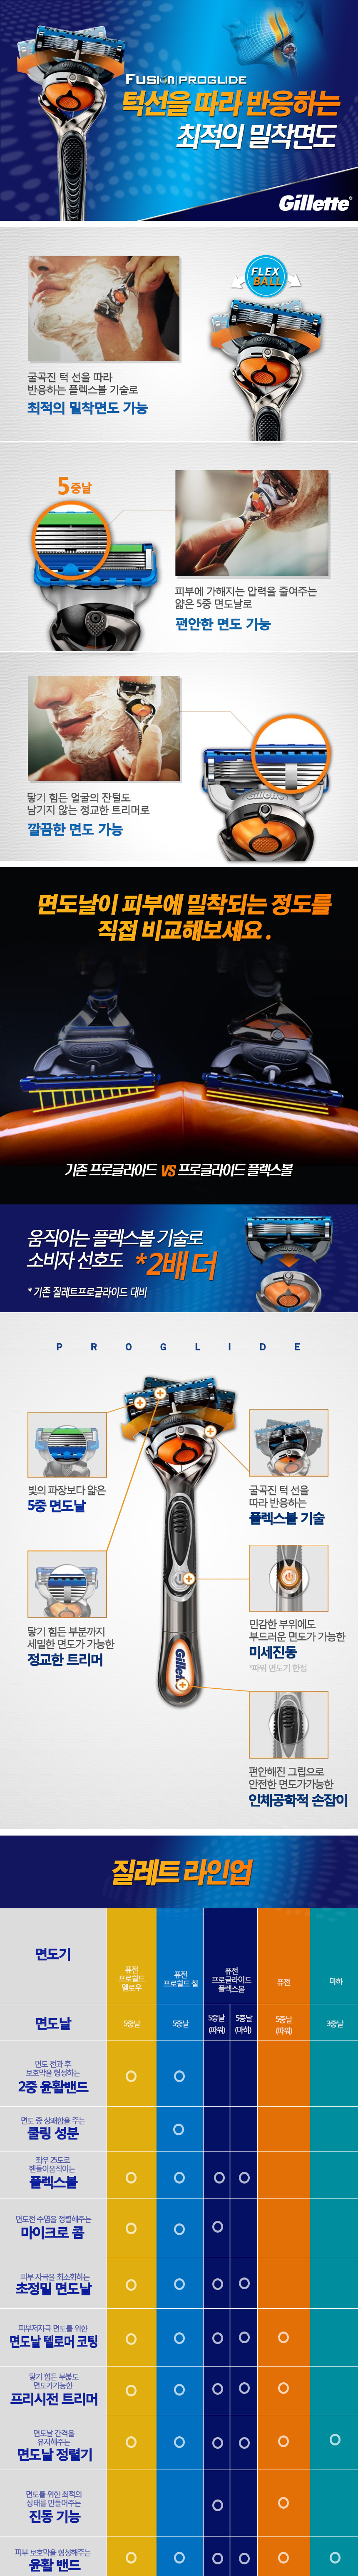 FUSION PROGLIDE
턱선을 따라 반응하는
최적의 밀착면도
Gillette
FLEX
BALL
굴곡진 턱 선을 따라
반응하는 플렉스볼 기술로
최적의 밀착면도 가능
5중날
피부에 가해지는 압력을 줄여주는
얇은 5중 면도날로
편안한 면도 가능
Gillette
닿기 힘든 얼굴의 잔털도
남기지 않는 정교한 트리머로
깔끔한 면도 가능
면도날이 피부에 밀착되는 정도를
직접 비교해보세요.
기존 프로글라이드 VS 프로글라이드 플렉스볼
움직이는 플렉스볼 기술로
소비자 선호도 *2배 더
* 기존 질레트프로글라이드 대비
PROGLIDE
빛의 파장보다 얇은
5중 면도날
굴곡진 턱 선을
따라 반응하는
플렉스볼 기술
닿기 힘든 부분까지
세밀한 면도가 가능한
정교한 트리머
민감한 부위에도
부드러운 면도가 가능한
미세진동
*파워 면도기 한정
Gillette
편안해진 그립으로
안전한 면도가가능한
인체공학적 손잡이
질레트 라인업
면도기
퓨전
프로쉴드
옐로우
퓨전
프로쉴드 칠
퓨전
프로글라이드
플렉스볼
퓨전
마하
면도날
5중날
5중날
5중날
(파워)
5중날
(마하)
5중날
(파워)
3중날
면도 전과 후
보호막을 형성하는
2중 윤활밴드
면도 중 상쾌함을 주는
쿨링 성분
좌우 25도로
핸들이움직이는
플렉스볼
면도전 수염을 정렬해주는
마이크로 콤
피부 자극을 최소화하는
초정밀 면도날
피부저자극 면도를 위한
면도날 텔로머 코팅
닿기 힘든 부분도
면도가가능한
프리시전 트리머
면도날 간격을
유지해주는
면도날 정렬기
면도를 위한 최적의
상태를 만들어주는
진동 기능
피부 보호막을 형성해주는
윤활 밴드